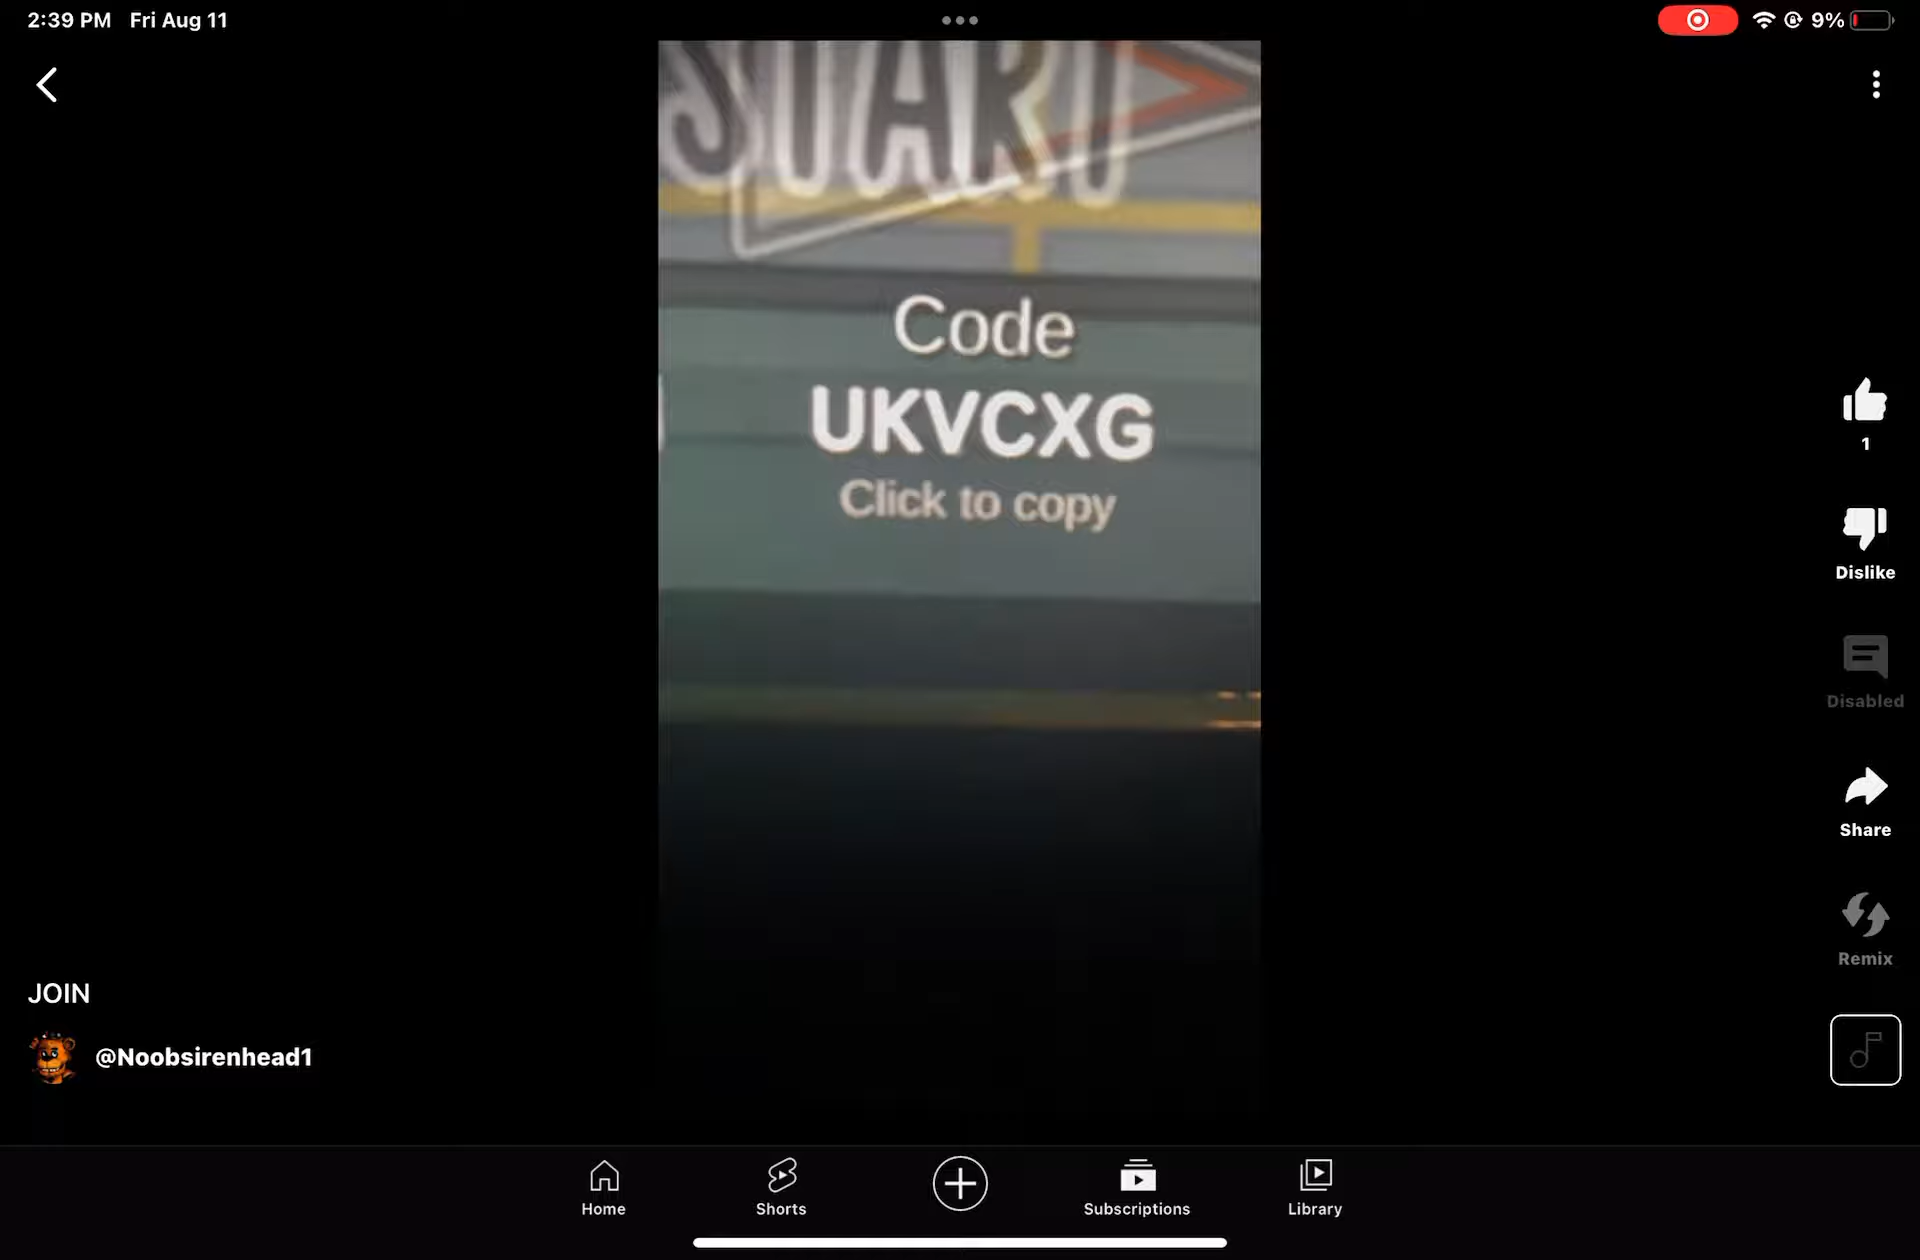 2:39 PM Fri Aug 11
9%
START
Code
UKVCXG
Click to copy
1
Dislike
Disabled
Share
Remix
JOIN
@Noobsirenhead1
Home
Shorts
Subscriptions
Library